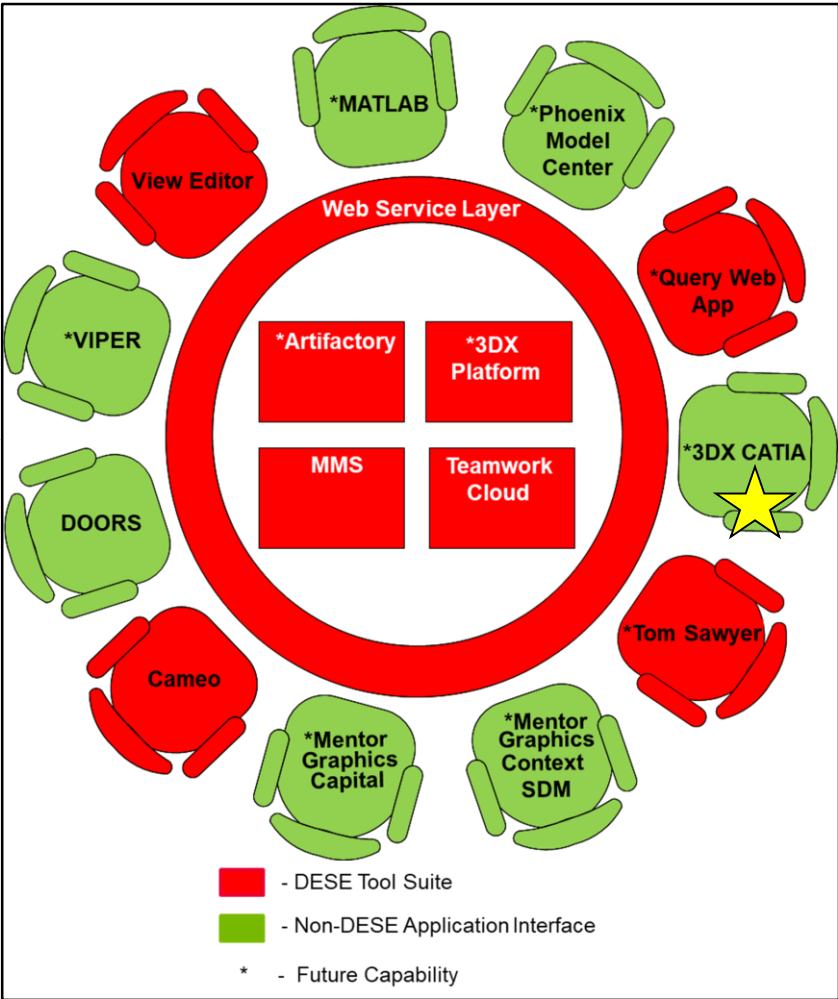 *MATLAB
*Phoenix
Model
Center
View Editor
Web Service Layer
*Query Web
App
*VIPER
*Artifactory
*3DX
Platform
*3DX CATIA
MMS
Teamwork
Cloud
DOORS
*Tom Sawyer
Cameo
*Mentor
Graphics
Capital
*Mentor
Graphics
Context
SDM
- DESE Tool Suite
- Non-DESE Application Interface
* - Future Capability